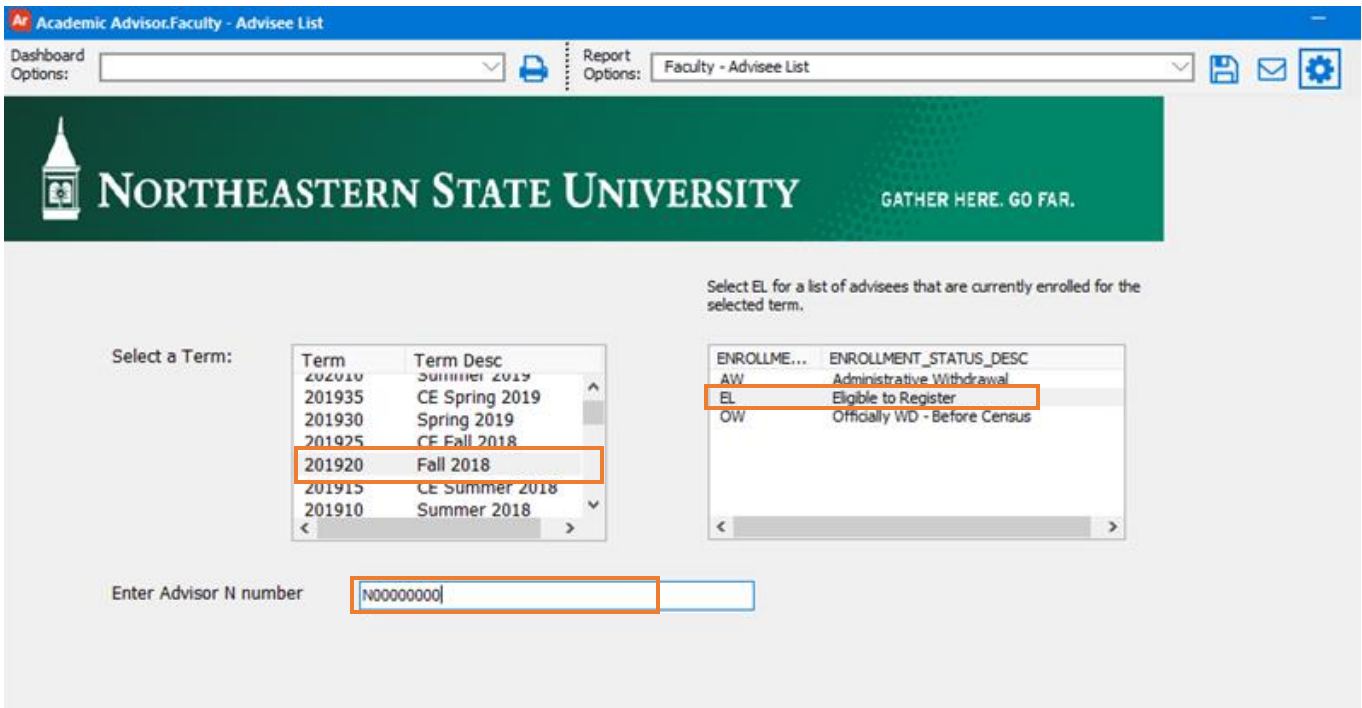 Ar Academic Advisor.Faculty - Advisee List
Dashboard Options:
Report Options: Faculty - Advisee List
NORTHEASTERN STATE UNIVERSITY
GATHER HERE. GO FAR.
Select EL for a list of advisees that are currently enrolled for the
selected term.
Select a Term:
Term Term Desc
202010 Summer 2019
201935 CE Spring 2019
201930 Spring 2019
201925 CE Fall 2018
201920 Fall 2018
201915 CE Summer 2018
201910 Summer 2018
ENROLLME... ENROLLMENT_STATUS_DESC
AW Administrative Withdrawal
EL Eligible to Register
OW Officially WD - Before Census
Enter Advisor N number N00000000